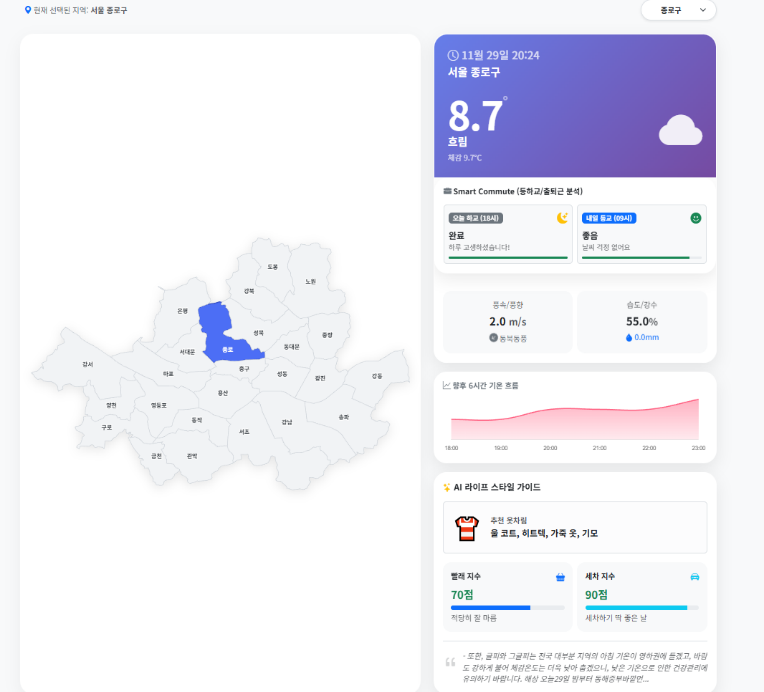 현재 선택된 지역: 서울 종로구
종로구
도봉
노원
강북
은평
성북
중랑
종로
동대문
서대문
강서
중구
마포
성동
광진
강동
용산
양천
영등포
동작
송파
강남
구로
서초
금천
관악
11월 29일 20:24
서울 종로구
8.7°
흐림
체감 9.7°C
Smart Commute (등하교/출퇴근 분석)
오늘 하교 (18시)
완료
하루 고생하셨습니다!
내일 등교 (09시)
좋음
날씨 걱정 없어요
풍속/풍향
2.0 m/s
동북동풍
습도/강수
55.0%
0.0mm
향후 6시간 기온 흐름
18:00 19:00 20:00 21:00 22:00 23:00
AI 라이프 스타일 가이드
추천 옷차림
울 코트, 히트텍, 가죽 옷, 기모
빨래 지수
70점
적당히 잘 마름
세차 지수
90점
세차하기 딱 좋은 날
- 또한, 글피와 그글피는 전국 대부분 지역의 아침 기온이 영하권에 들겠고, 바람
도 강하게 불어 체감온도는 더욱 낮아 춥겠으니, 낮은 기온으로 인한 건강관리에
유의하기 바랍니다. 해상 오늘29일 밤부터 동해중부바깥먼...